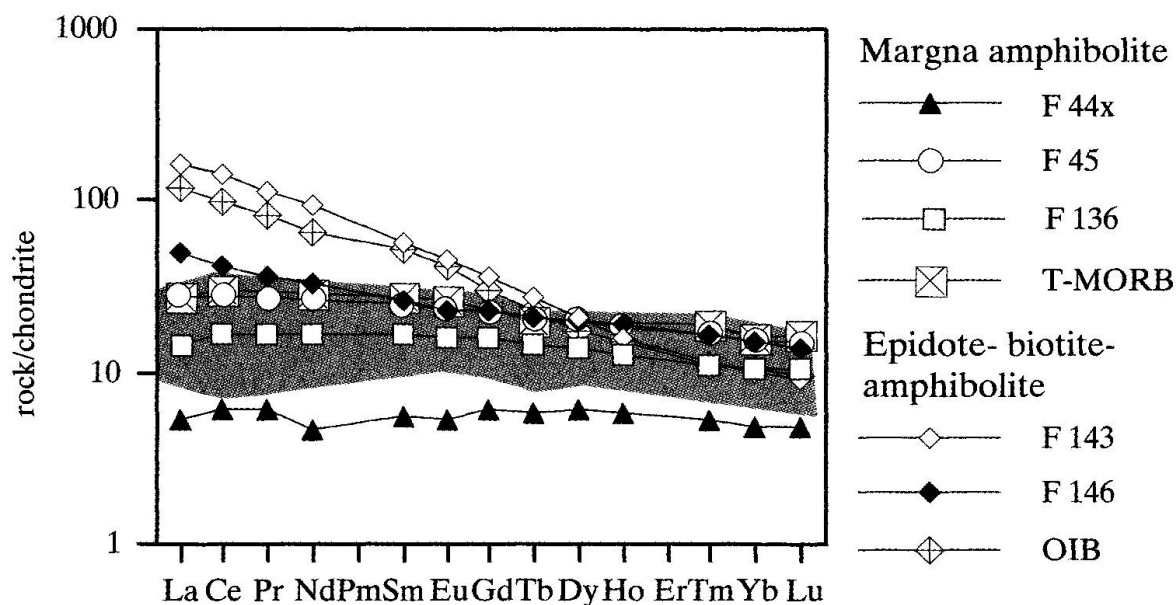 1000
100
10
1
rock/chondrite
La Ce Pr Nd Pm Sm Eu Gd Tb Dy Ho Er Tm Yb Lu
Margna amphibolite
F 44x
F 45
F 136
T-MORB
Epidote- biotite-
amphibolite
F 143
F 146
OIB